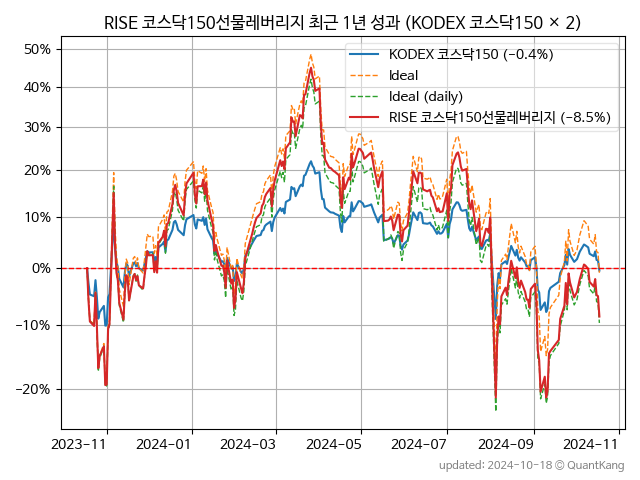 RISE 코스닥150선물레버리지 최근 1년 성과 (KODEX 코스닥150 × 2)
50%
40%
30%
20%
10%
0%
−10%
−20%
KODEX 코스닥150 (−0.4%)
Ideal
Ideal (daily)
RISE 코스닥150선물레버리지 (−8.5%)
2023-11 2024-01 2024-03 2024-05 2024-07 2024-09 2024-11
updated: 2024-10-18 © QuantKang